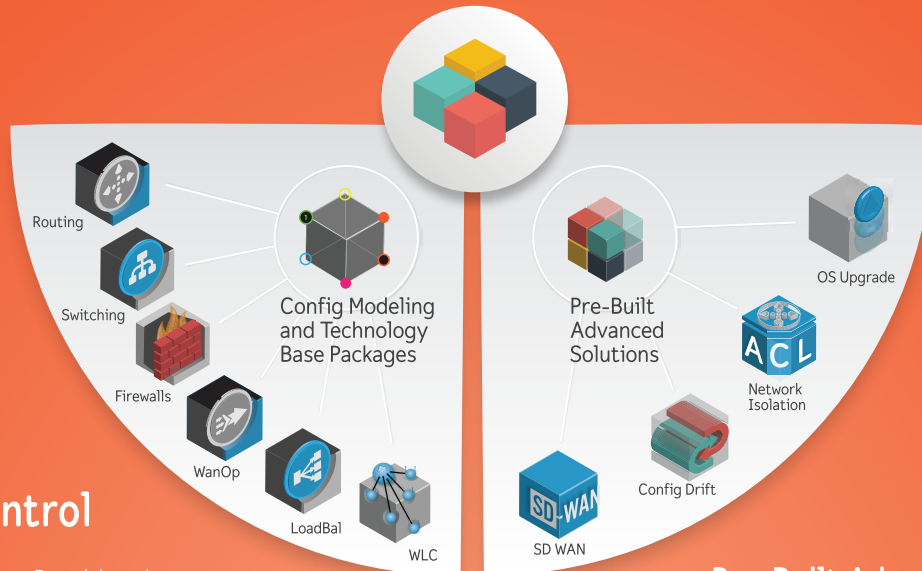 Routing
Switching
Firewalls
WanOp
LoadBal
WLC
1
Config Modeling
and Technology
Base Packages
Pre-Built
Advanced
Solutions
OS Upgrade
ACL
Network
Isolation
Config Drift
SD-WAN
SD WAN
ntrol